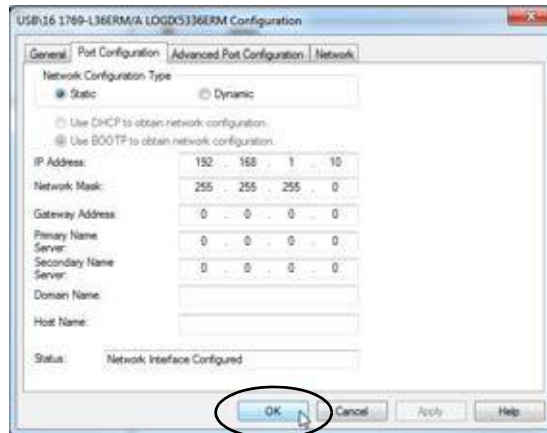 USB\16 1769-L36ERM/A LOGIX5336ERM Configuration
General Port Configuration Advanced Port Configuration Network
Network Configuration Type
Static Dynamic
Use DHCP to obtain network configuration.
Use BOOTP to obtain network configuration.
IP Address: 192 . 168 . 1 . 10
Network Mask: 255 . 255 . 255 . 0
Gateway Address: 0 . 0 . 0 . 0
Primary Name
Server: 0 . 0 . 0 . 0
Secondary Name
Server: 0 . 0 . 0 . 0
Domain Name:
Host Name:
Status: Network Interface Configured
OK Cancel Apply Help